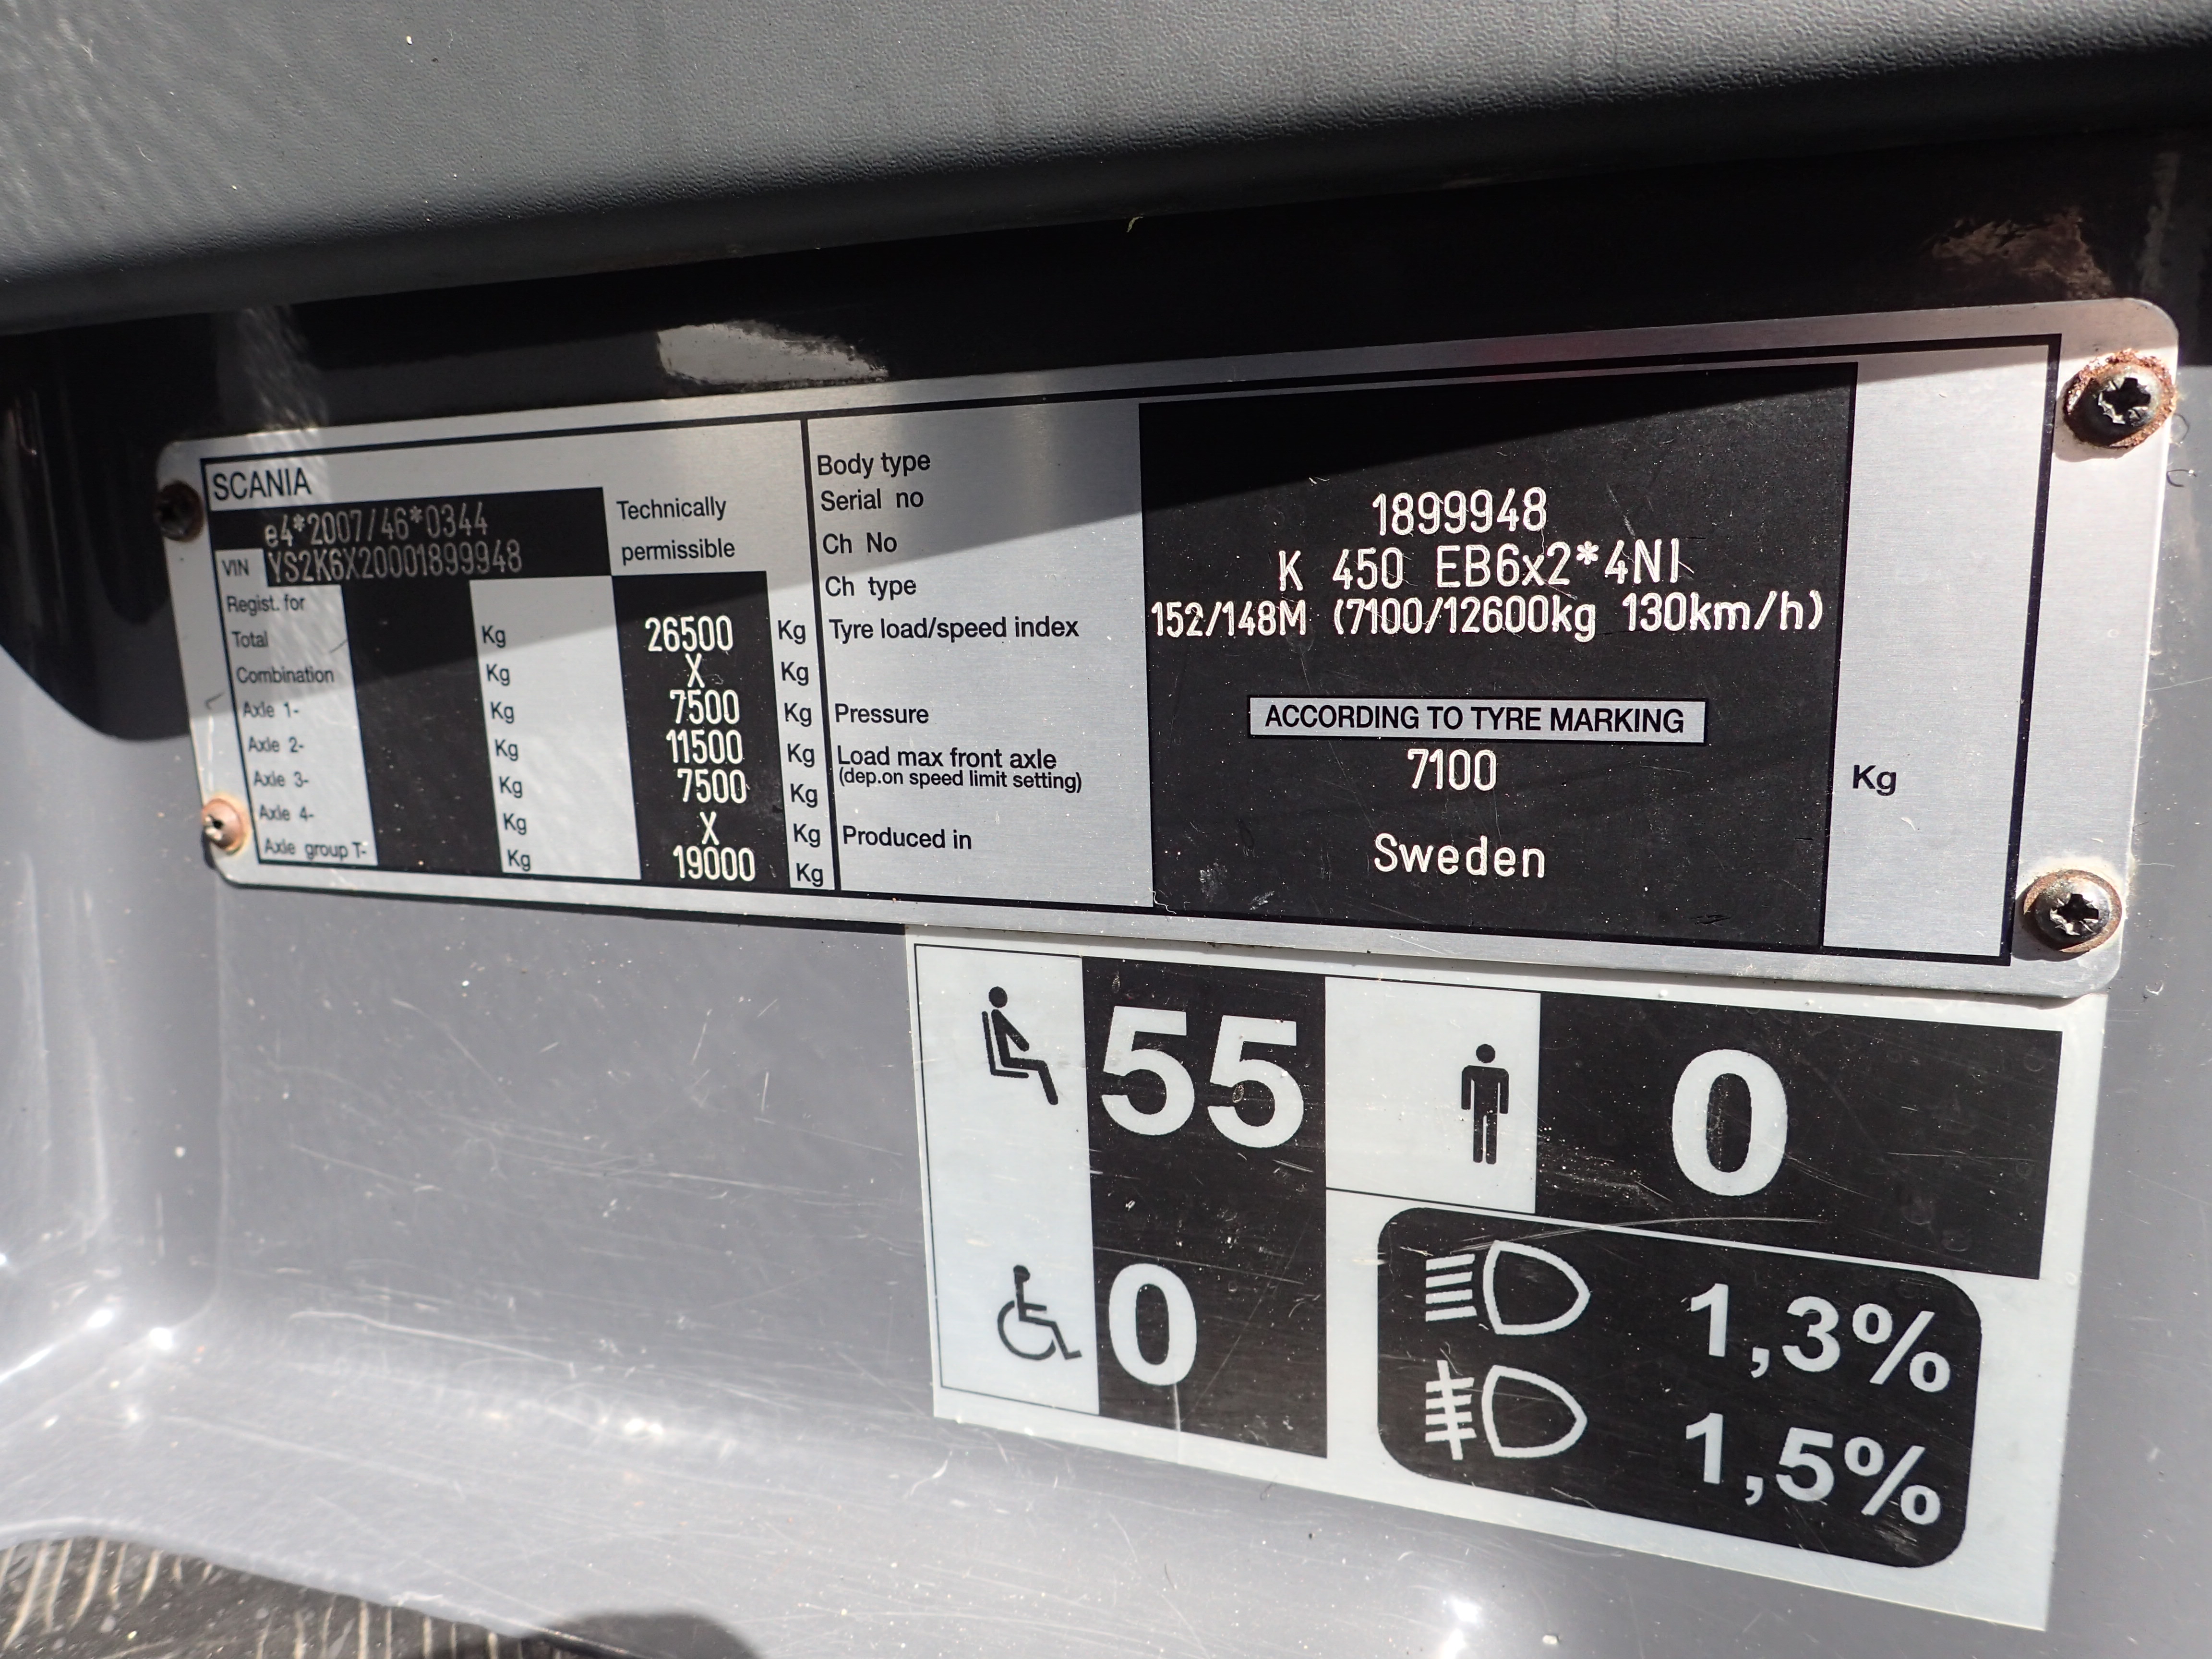 SCANIA
e4*2007/46*0344
VIN YS2K6X20001899948
Technically
permissible
Regist. for
Total Kg 26500 Kg
Combination Kg X Kg
Axle 1- Kg 7500 Kg
Axle 2- Kg 11500 Kg
Axle 3- Kg 7500 Kg
Axle 4- Kg X Kg
Axle group T- Kg 19000 Kg
Body type
Serial no 1899948
Ch No
Ch type K 450 EB6x2*4NI
Tyre load/speed index 152/148M (7100/12600kg 130km/h)
Pressure ACCORDING TO TYRE MARKING
Load max front axle 7100 Kg
(dep.on speed limit setting)
Produced in Sweden
55 0
0
1,3%
1,5%